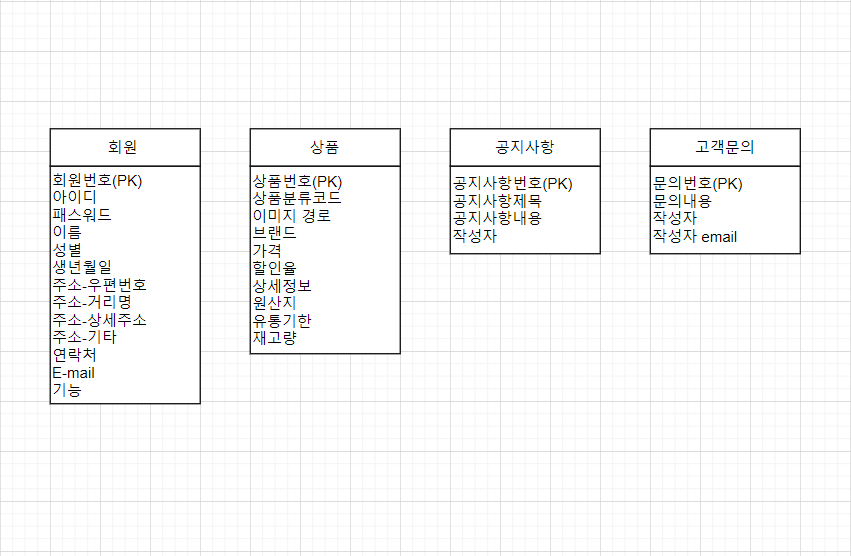 회원
회원번호(PK)
아이디
패스워드
이름
성별
생년월일
주소-우편번호
주소-거리명
주소-상세주소
주소-기타
연락처
E-mail
기능
상품
상품번호(PK)
상품분류코드
이미지 경로
브랜드
가격
할인율
상세정보
원산지
유통기한
재고량
공지사항
공지사항번호(PK)
공지사항제목
공지사항내용
작성자
고객문의
문의번호(PK)
문의내용
작성자
작성자 email